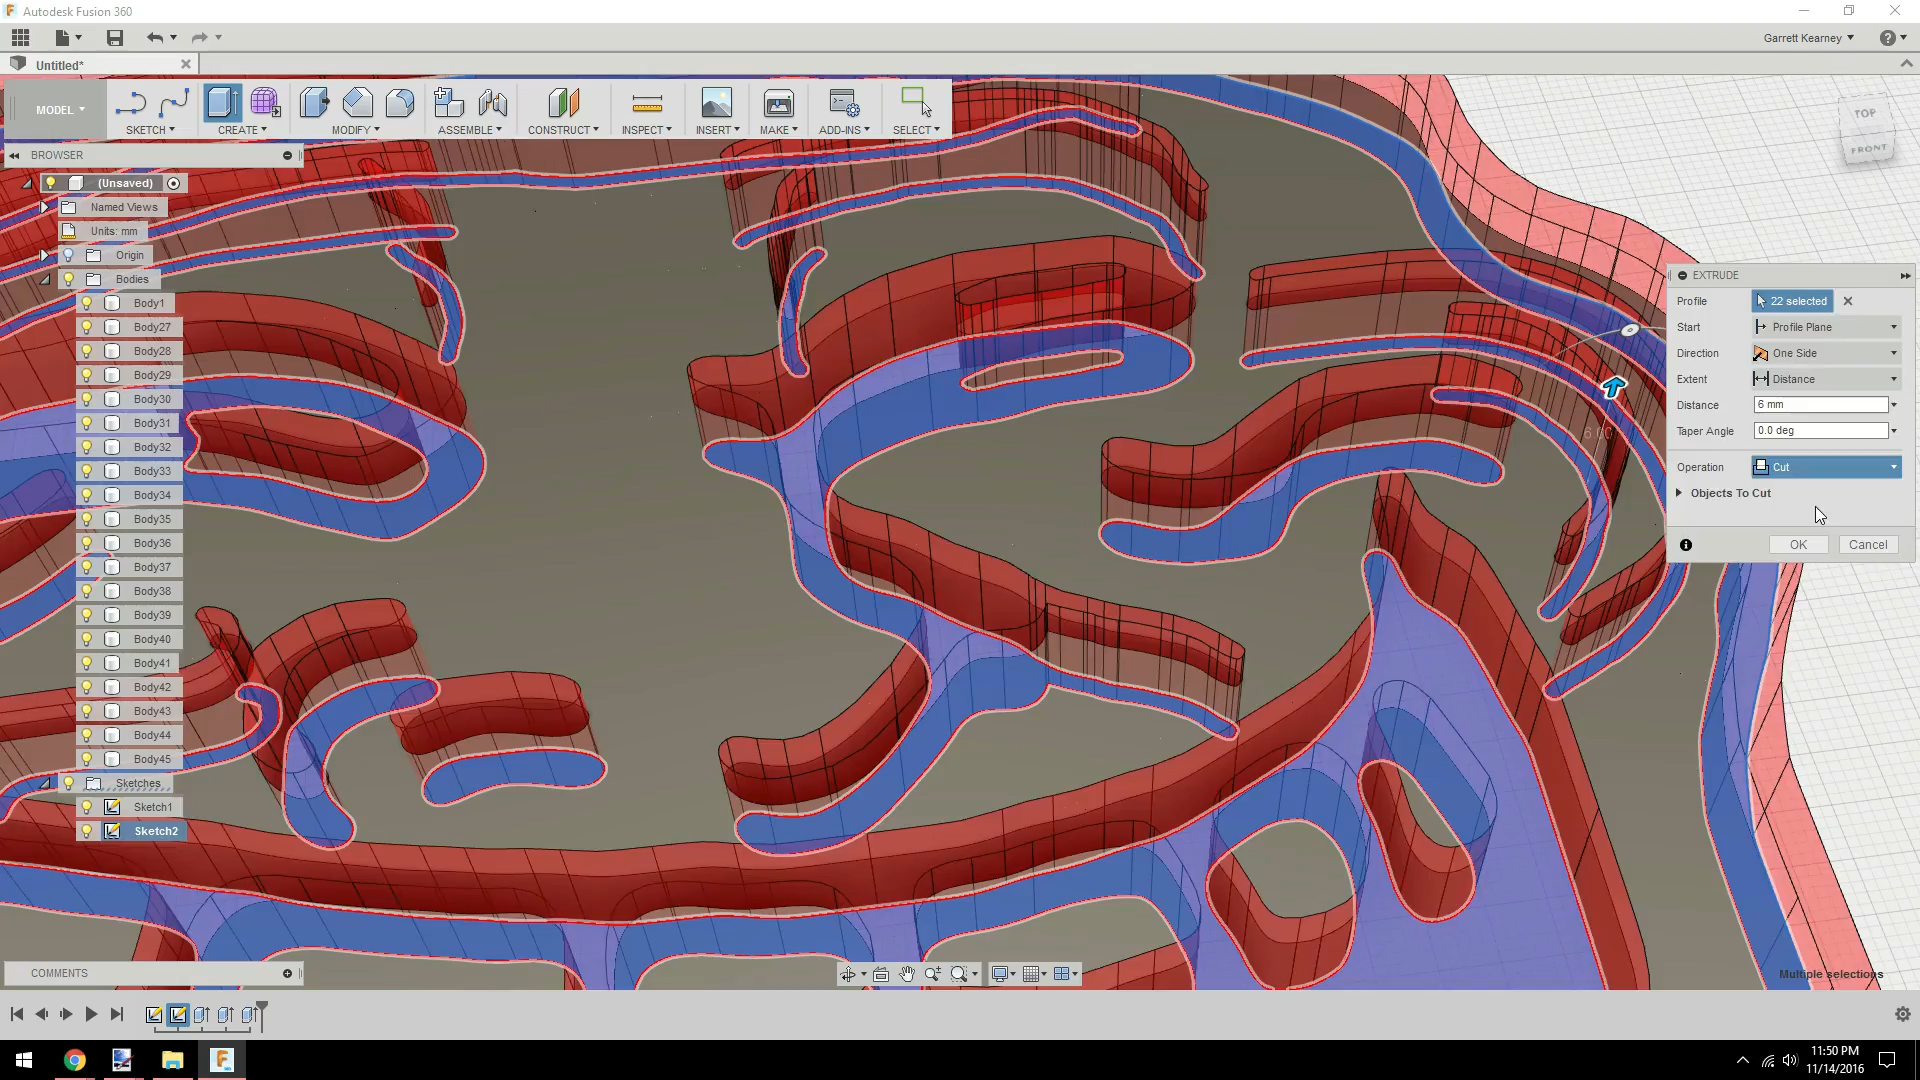 Autodesk Fusion 360
Garrett Kearney
Untitled*
MODEL
SKETCH
CREATE
MODIFY
ASSEMBLE
CONSTRUCT
INSPECT
INSERT
MAKE
ADD-INS
SELECT
TOP
FRONT
BROWSER
(Unsaved)
Named Views
Units: mm
Origin
Bodies
Body1
Body27
Body28
Body29
Body30
Body31
Body32
Body33
Body34
Body35
Body36
Body37
Body38
Body39
Body40
Body41
Body42
Body43
Body44
Body45
Sketches
Sketch1
Sketch2
EXTRUDE
Profile 22 selected
Start Profile Plane
Direction One Side
Extent Distance
Distance 6 mm
Taper Angle 0.0 deg
Operation Cut
Objects To Cut
OK Cancel
COMMENTS
Multiple selections
11:50 PM
11/14/2016